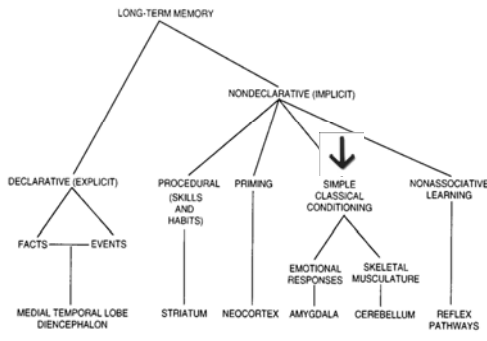 LONG-TERM MEMORY
NONDECLARATIVE (IMPLICIT)
DECLARATIVE (EXPLICIT)
PROCEDURAL
(SKILLS
AND
HABITS)
PRIMING
SIMPLE
CLASSICAL
CONDITIONING
NONASSOCIATIVE
LEARNING
FACTS
EVENTS
EMOTIONAL
RESPONSES
SKELETAL
MUSCULATURE
MEDIAL TEMPORAL LOBE
DIENCEPHALON
STRIATUM
NEOCORTEX
AMYGDALA
CEREBELLUM
REFLEX
PATHWAYS